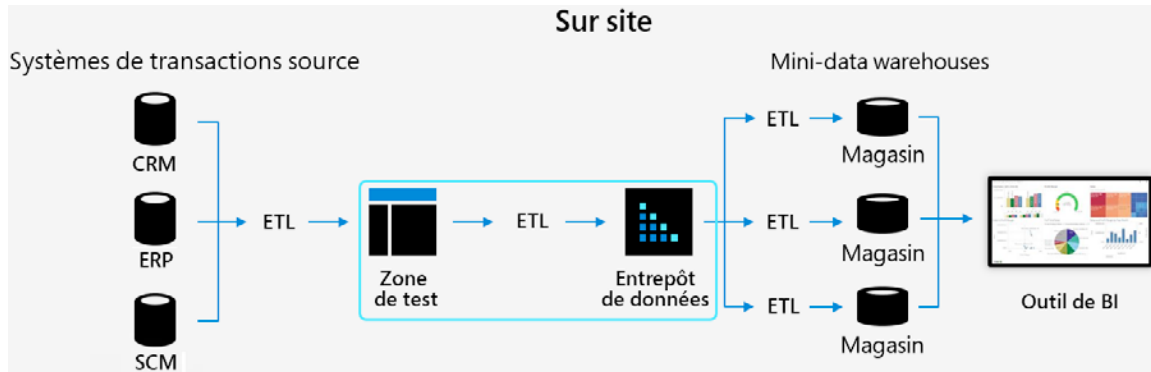 Sur site
Systèmes de transactions source
Mini-data warehouses
CRM
ERP
SCM
ETL
Zone
de test
ETL
Entrepôt
de données
ETL
Magasin
ETL
Magasin
ETL
Magasin
Outil de BI